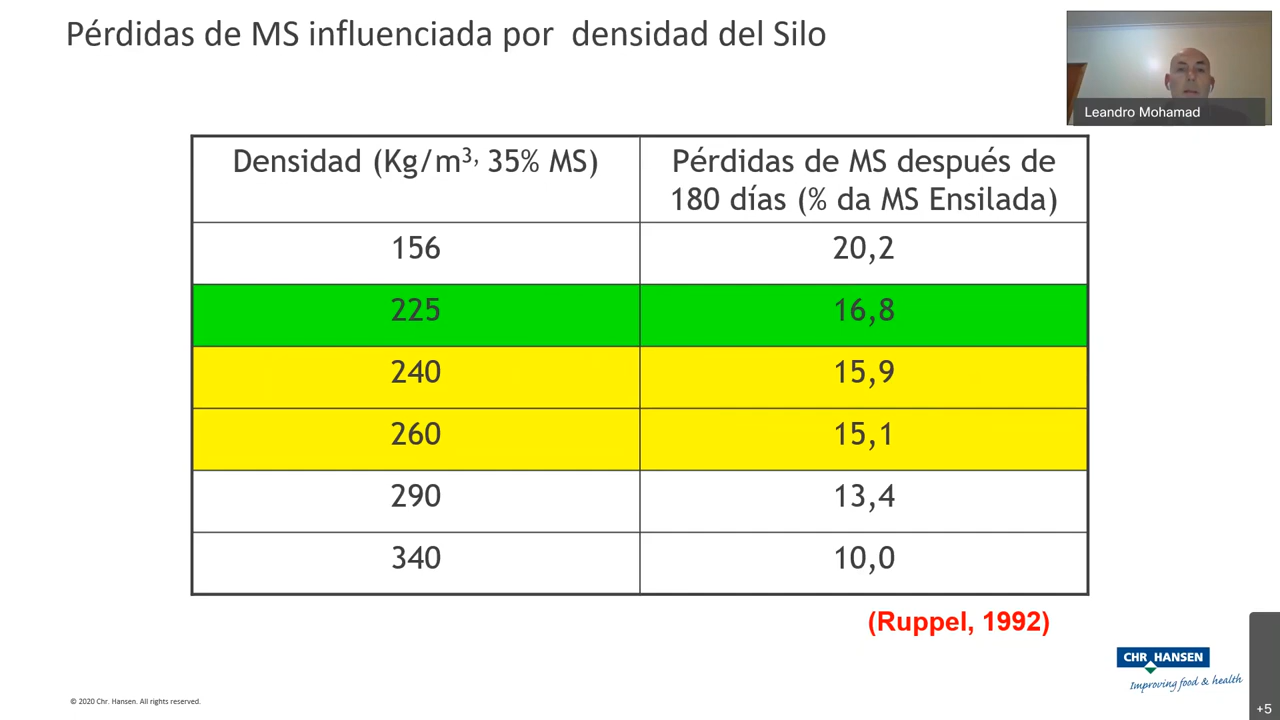 Pérdidas de MS influenciada por densidad del Silo
Leandro Mohamad
Densidad (Kg/m³, 35% MS)
Pérdidas de MS después de
180 días (% da MS Ensilada)
156 20,2
225 16,8
240 15,9
260 15,1
290 13,4
340 10,0
(Ruppel, 1992)
CHR HANSEN
Improving food & health
© 2020 Chr. Hansen. All rights reserved.
+5